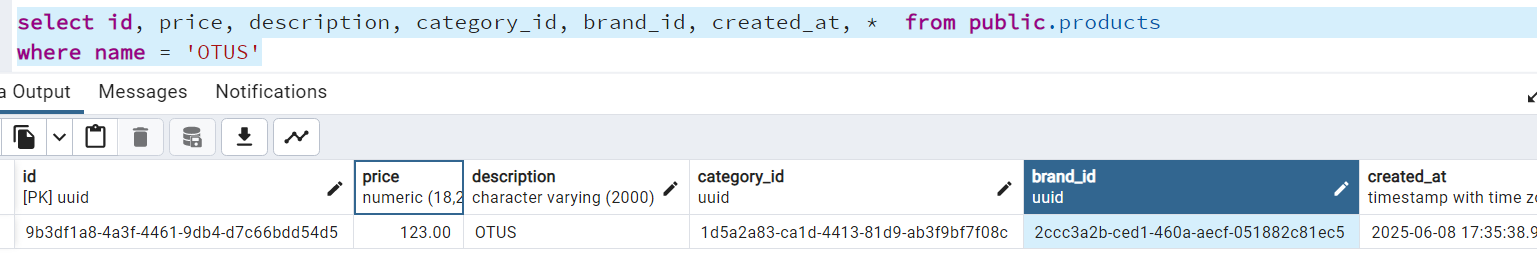 select id, price, description, category_id, brand_id, created_at, *  from public.products
where name = 'OTUS'
a Output Messages Notifications
id price description category_id brand_id created_at
[PK] uuid numeric (18,2 character varying (2000) uuid uuid timestamp with time zo
9b3df1a8-4a3f-4461-9db4-d7c66bdd54d5 123.00 OTUS 1d5a2a83-ca1d-4413-81d9-ab3f9bf7f08c 2ccc3a2b-ced1-460a-aecf-051882c81ec5 2025-06-08 17:35:38.9